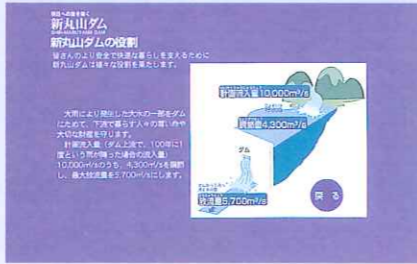 新丸山ダム
新丸山ダムの役割
皆さんのより安全で快適な暮らしを支えるために
新丸山ダムは様々な役割を果たします。
計画流入量10,000m³/s
調節量4,300m³/s
大雨により発生した大水の一部をダム
にためて、下流で暮らす人々の尊い命や
大切な財産を守ります。
計画流入量（ダム上流で、100年に1
度という雨が降った場合の流入量）
10,000m³/sのうち、4,300m³/sを調節
し、最大放流量を5,700m³/sにします。
ダム
放流量5,700m³/s
戻る